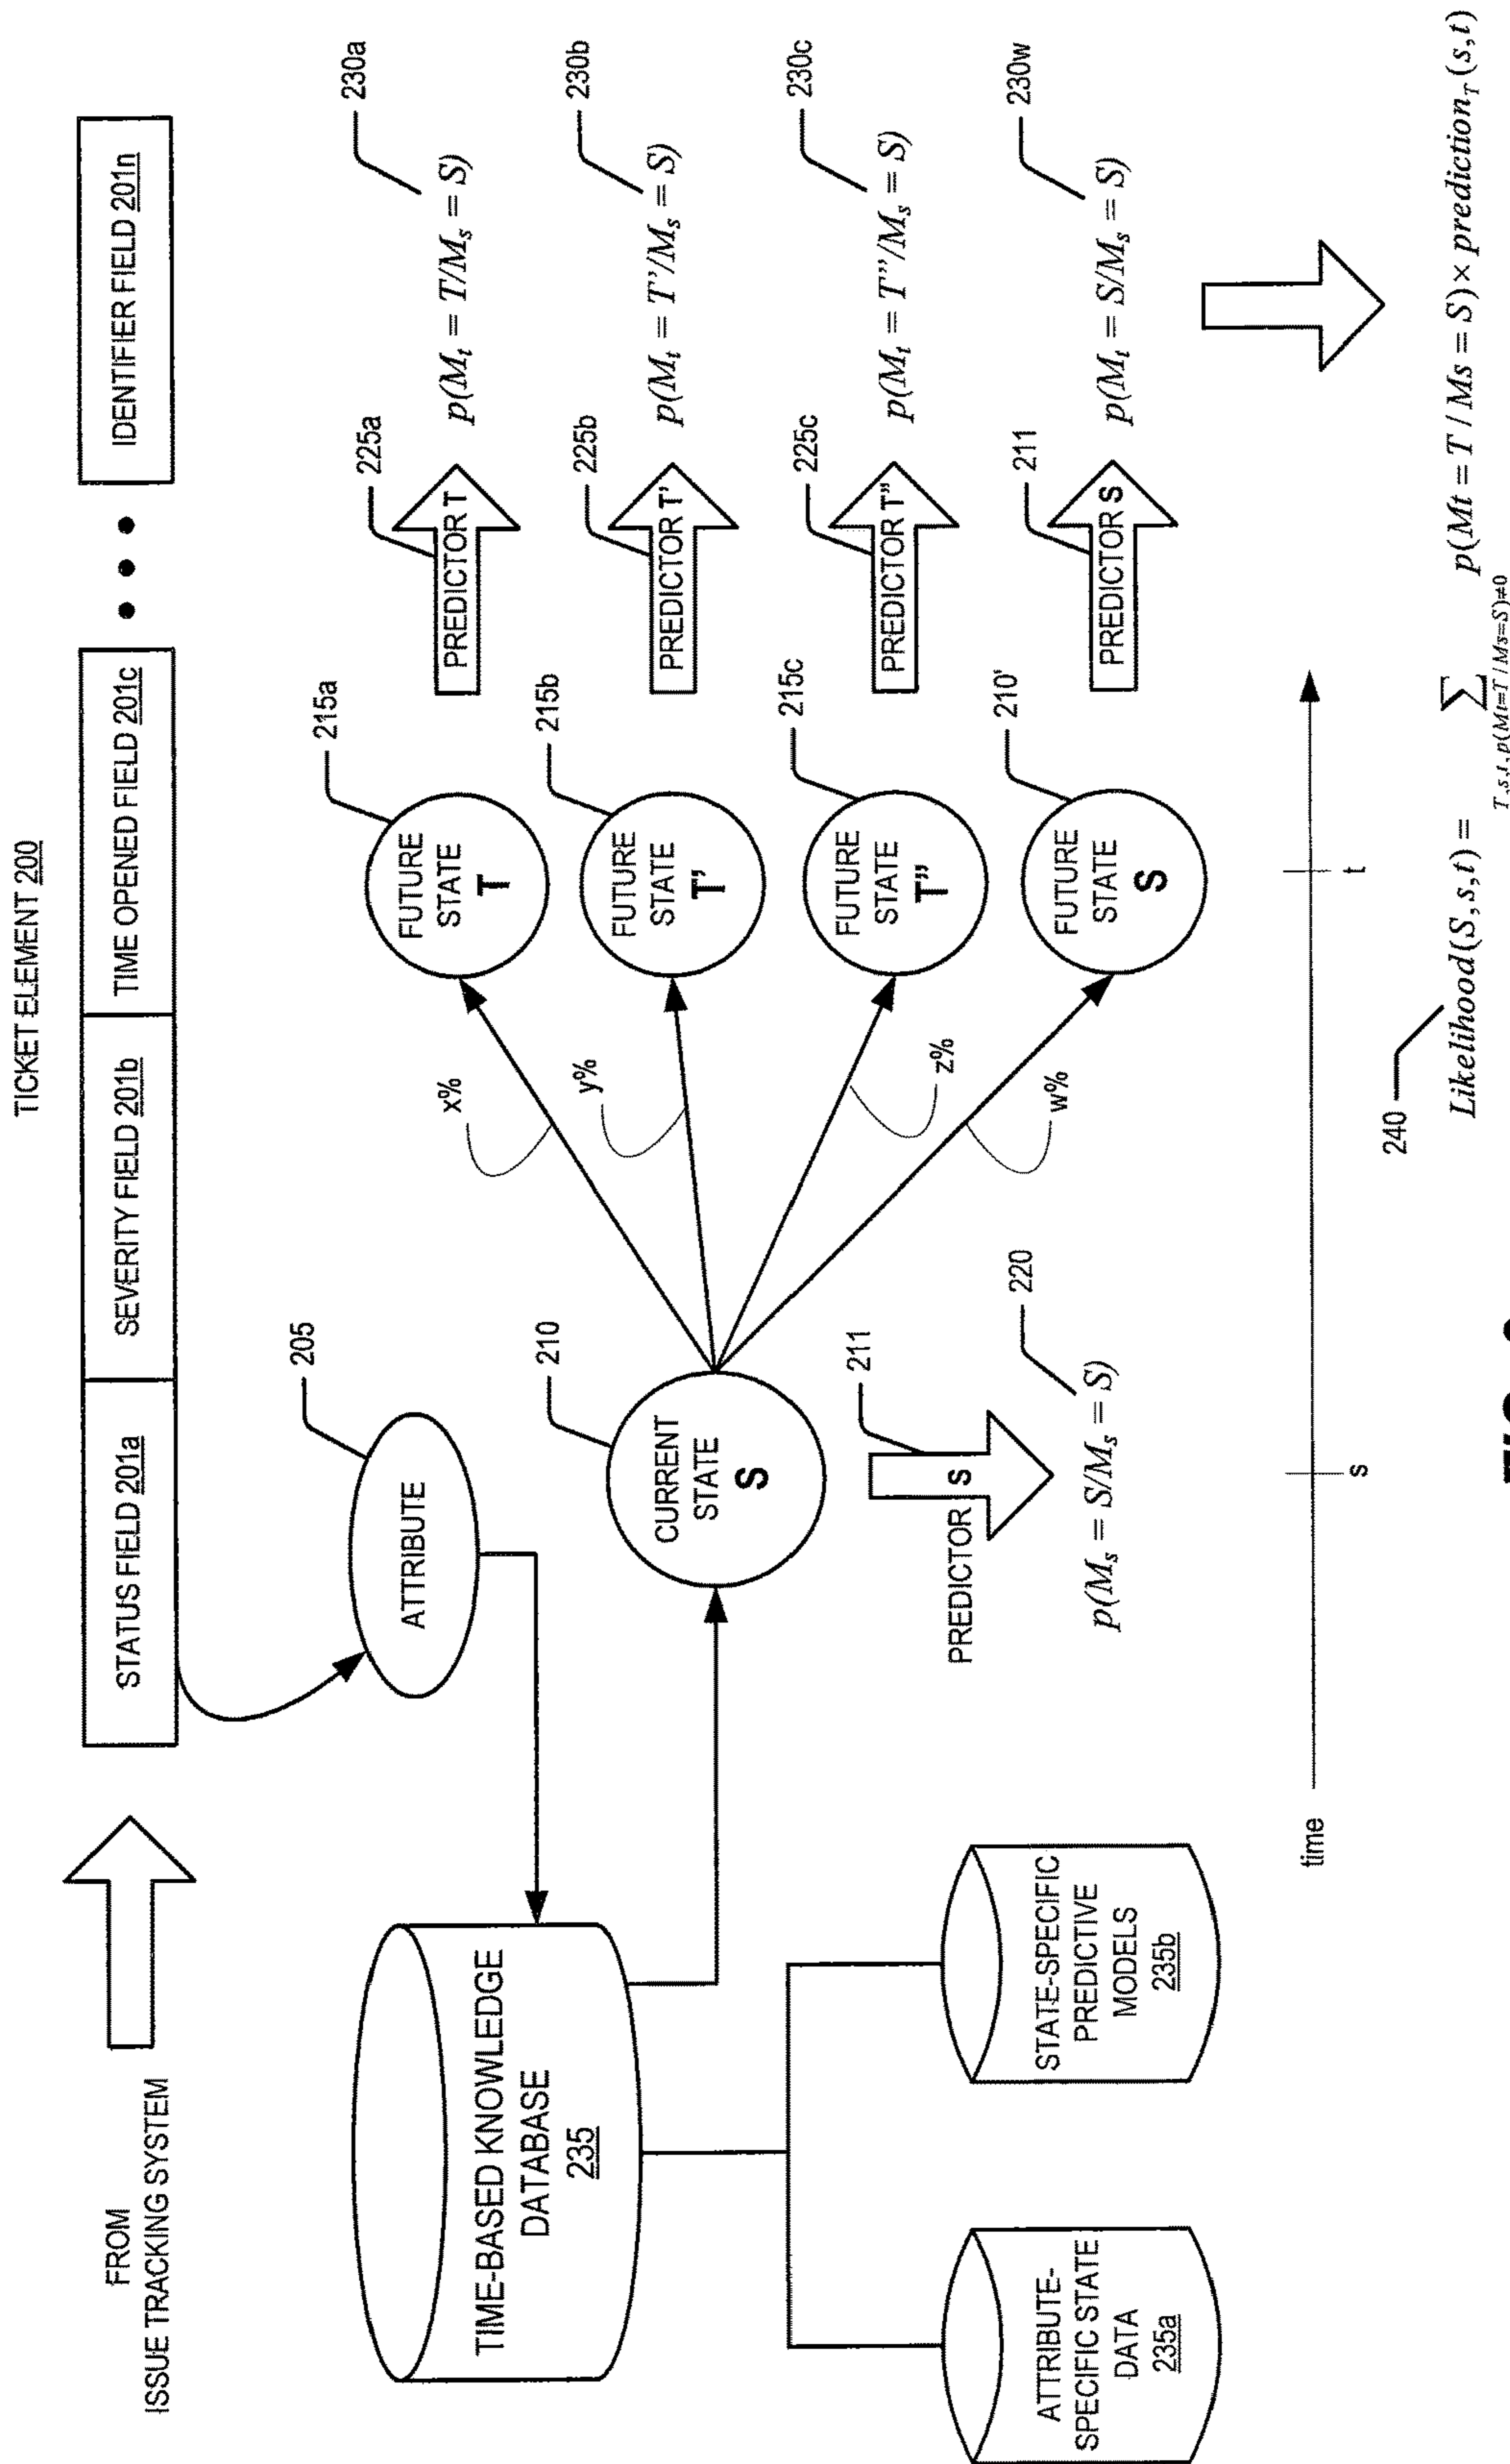 TICKET ELEMENT 200
FROM
ISSUE TRACKING SYSTEM
STATUS FIELD 201a
SEVERITY FIELD 201b
TIME OPENED FIELD 201c
• • •
IDENTIFIER FIELD 201n
205
ATTRIBUTE
TIME-BASED KNOWLEDGE
DATABASE
235
ATTRIBUTE-
SPECIFIC STATE
DATA
235a
STATE-SPECIFIC
PREDICTIVE
MODELS
235b
210
CURRENT
STATE
S
211
PREDICTOR S
220
p(M_s = S/M_s = S)
x%
y%
z%
w%
215a
FUTURE
STATE
T
225a
PREDICTOR T
230a
p(M_t = T/M_s = S)
215b
FUTURE
STATE
T'
225b
PREDICTOR T'
230b
p(M_t = T'/M_s = S)
215c
FUTURE
STATE
T"
225c
PREDICTOR T"
230c
p(M_t = T"/M_s = S)
210'
FUTURE
STATE
S
211
PREDICTOR S
230w
p(M_t = S/M_s = S)
time
s
t
240
Likelihood(S,s,t) = ∑ p(Mt = T / Ms = S) × prediction_T (s,t)
T,s,t,p(Mt=T / Ms=S)≠0